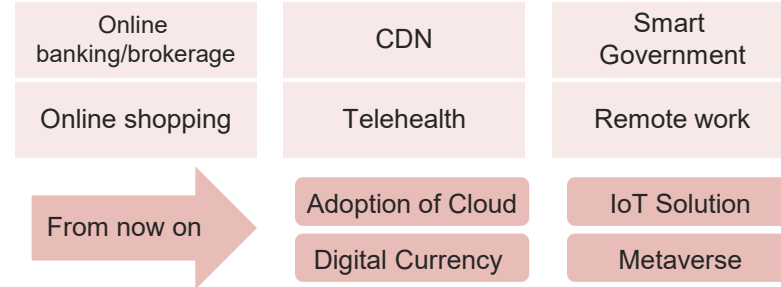 Online
banking/brokerage
CDN
Smart
Government
Online shopping
Telehealth
Remote work
From now on
Adoption of Cloud
IoT Solution
Digital Currency
Metaverse